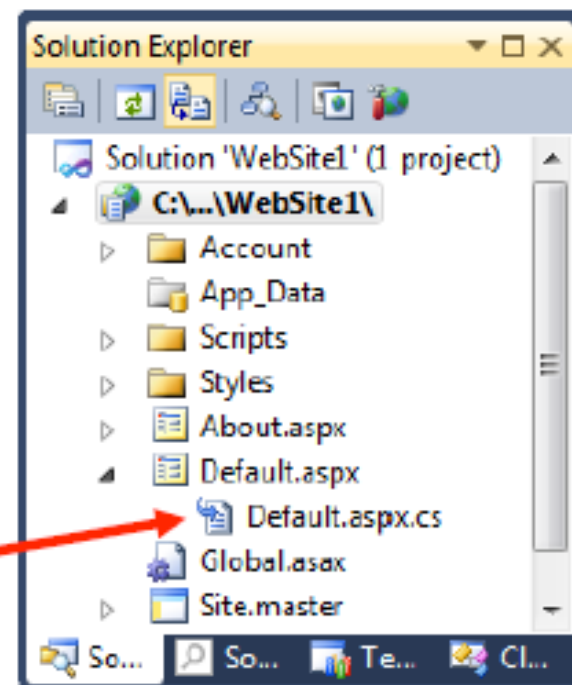 Solution Explorer
Solution 'WebSite1' (1 project)
C:\...\WebSite1\
Account
App_Data
Scripts
Styles
About.aspx
Default.aspx
Default.aspx.cs
Global.asax
Site.master
So... So... Te... Cl...